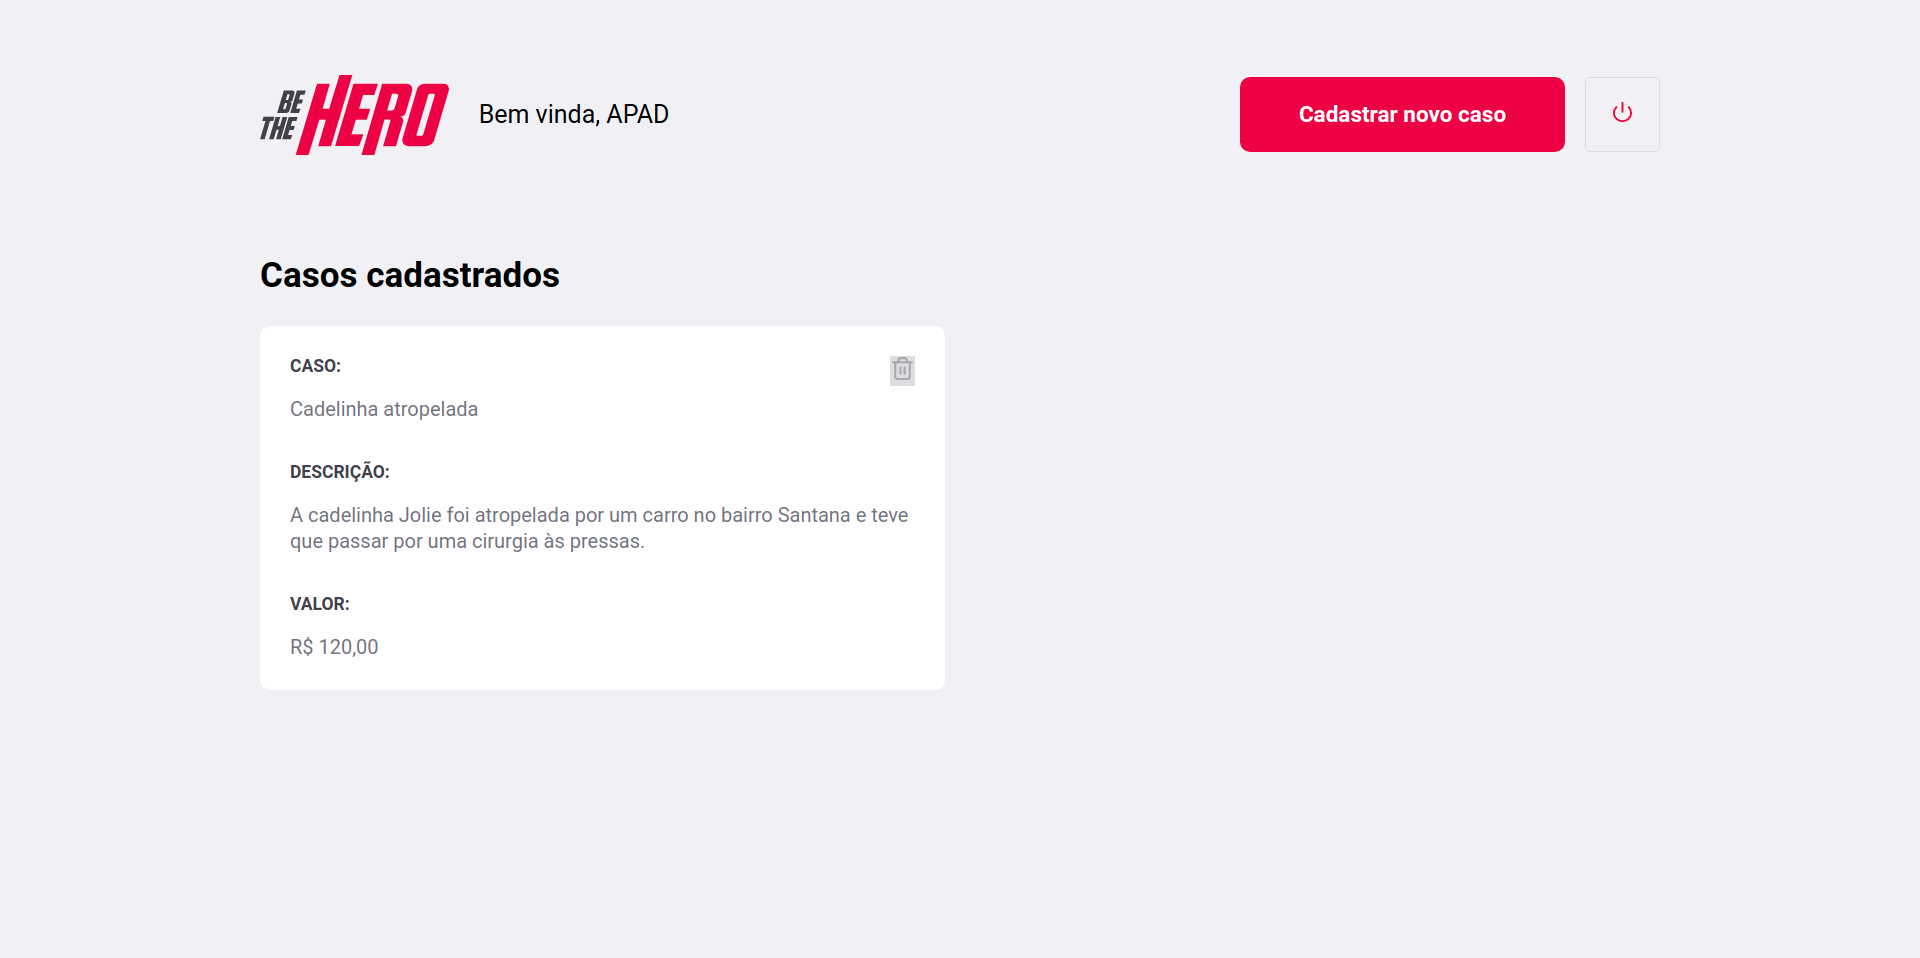 BE
THE
HERO
Bem vinda, APAD
Cadastrar novo caso
Casos cadastrados
CASO:
Cadelinha atropelada
DESCRIÇÃO:
A cadelinha Jolie foi atropelada por um carro no bairro Santana e teve
que passar por uma cirurgia às pressas.
VALOR:
R$ 120,00